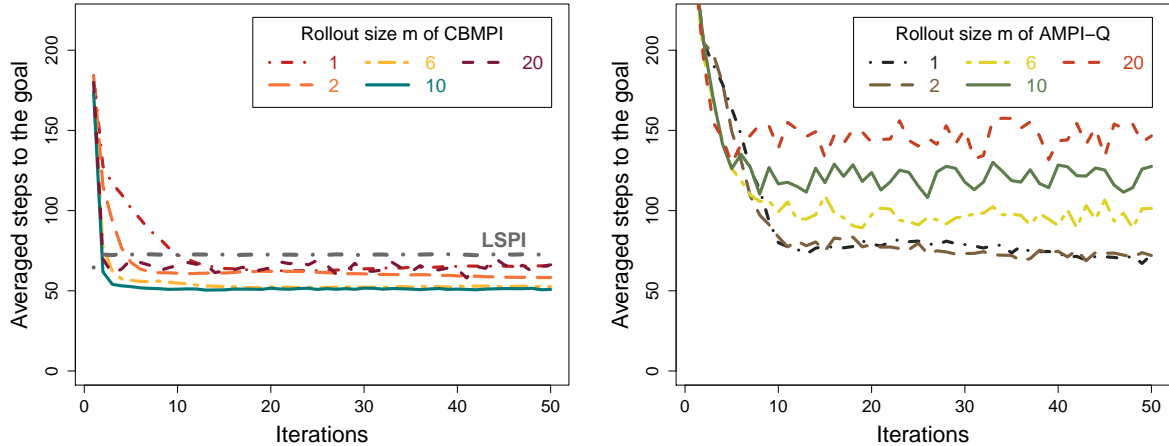 Rollout size m of CBMPI
1 6 20
2 10
Averaged steps to the goal
200
150
100
50
0
LSPI
0 10 20 30 40 50
Iterations
Rollout size m of AMPI−Q
1 6 20
2 10
Averaged steps to the goal
200
150
100
50
0
0 10 20 30 40 50
Iterations